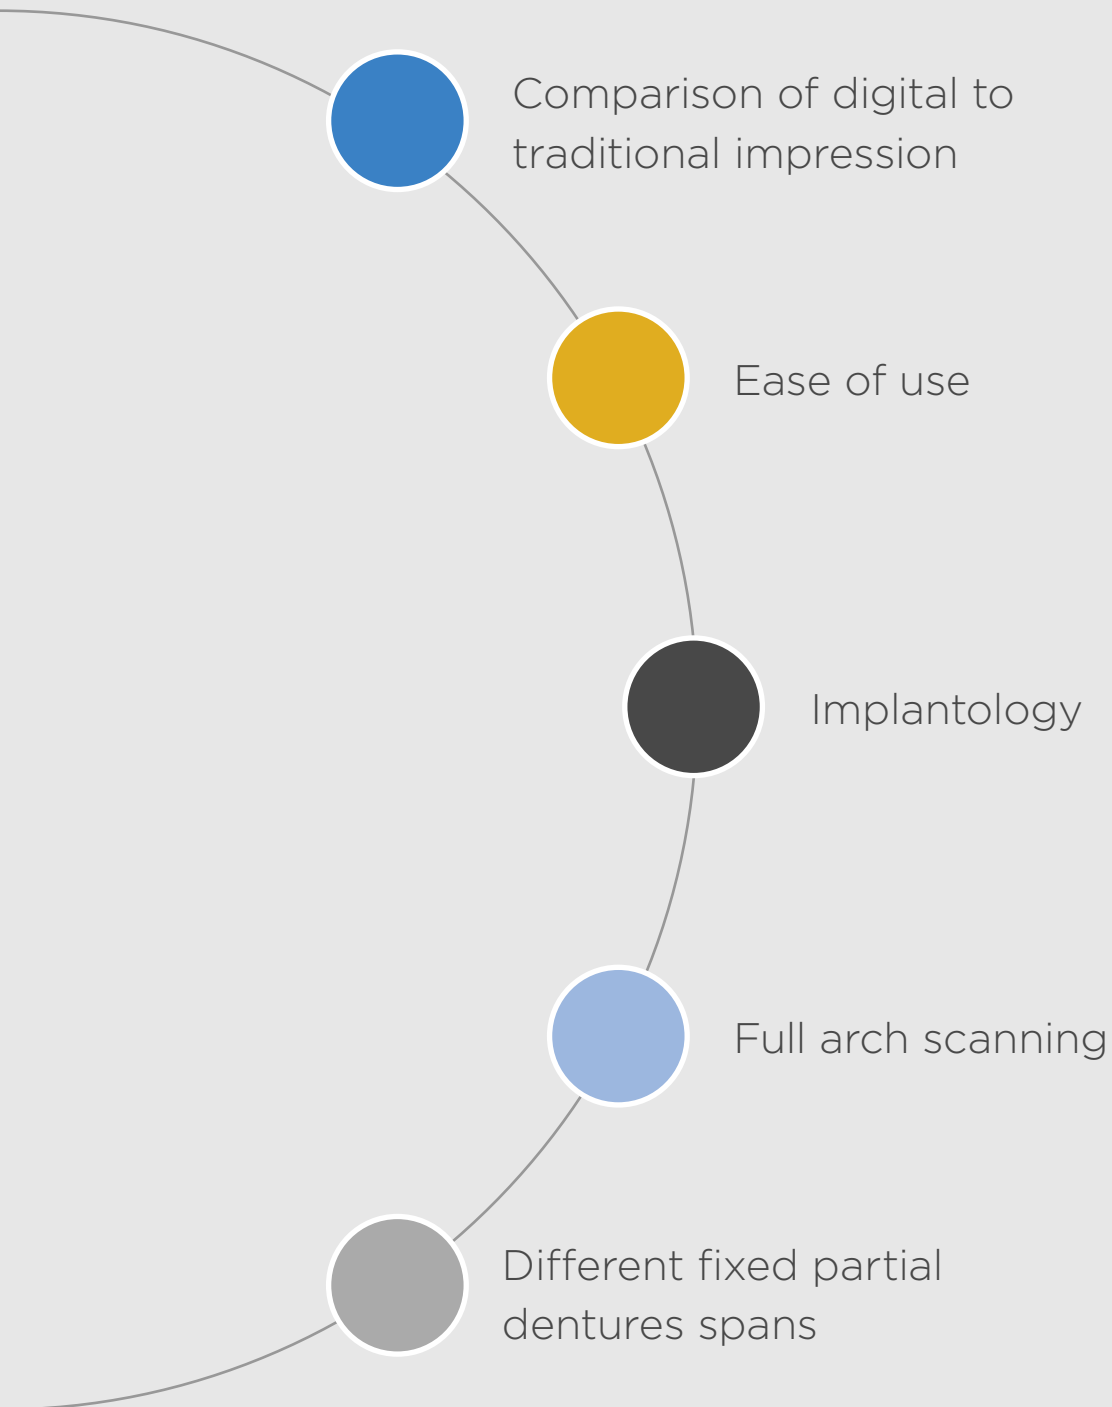 Comparison of digital to
traditional impression
Ease of use
Implantology
Full arch scanning
Different fixed partial
dentures spans